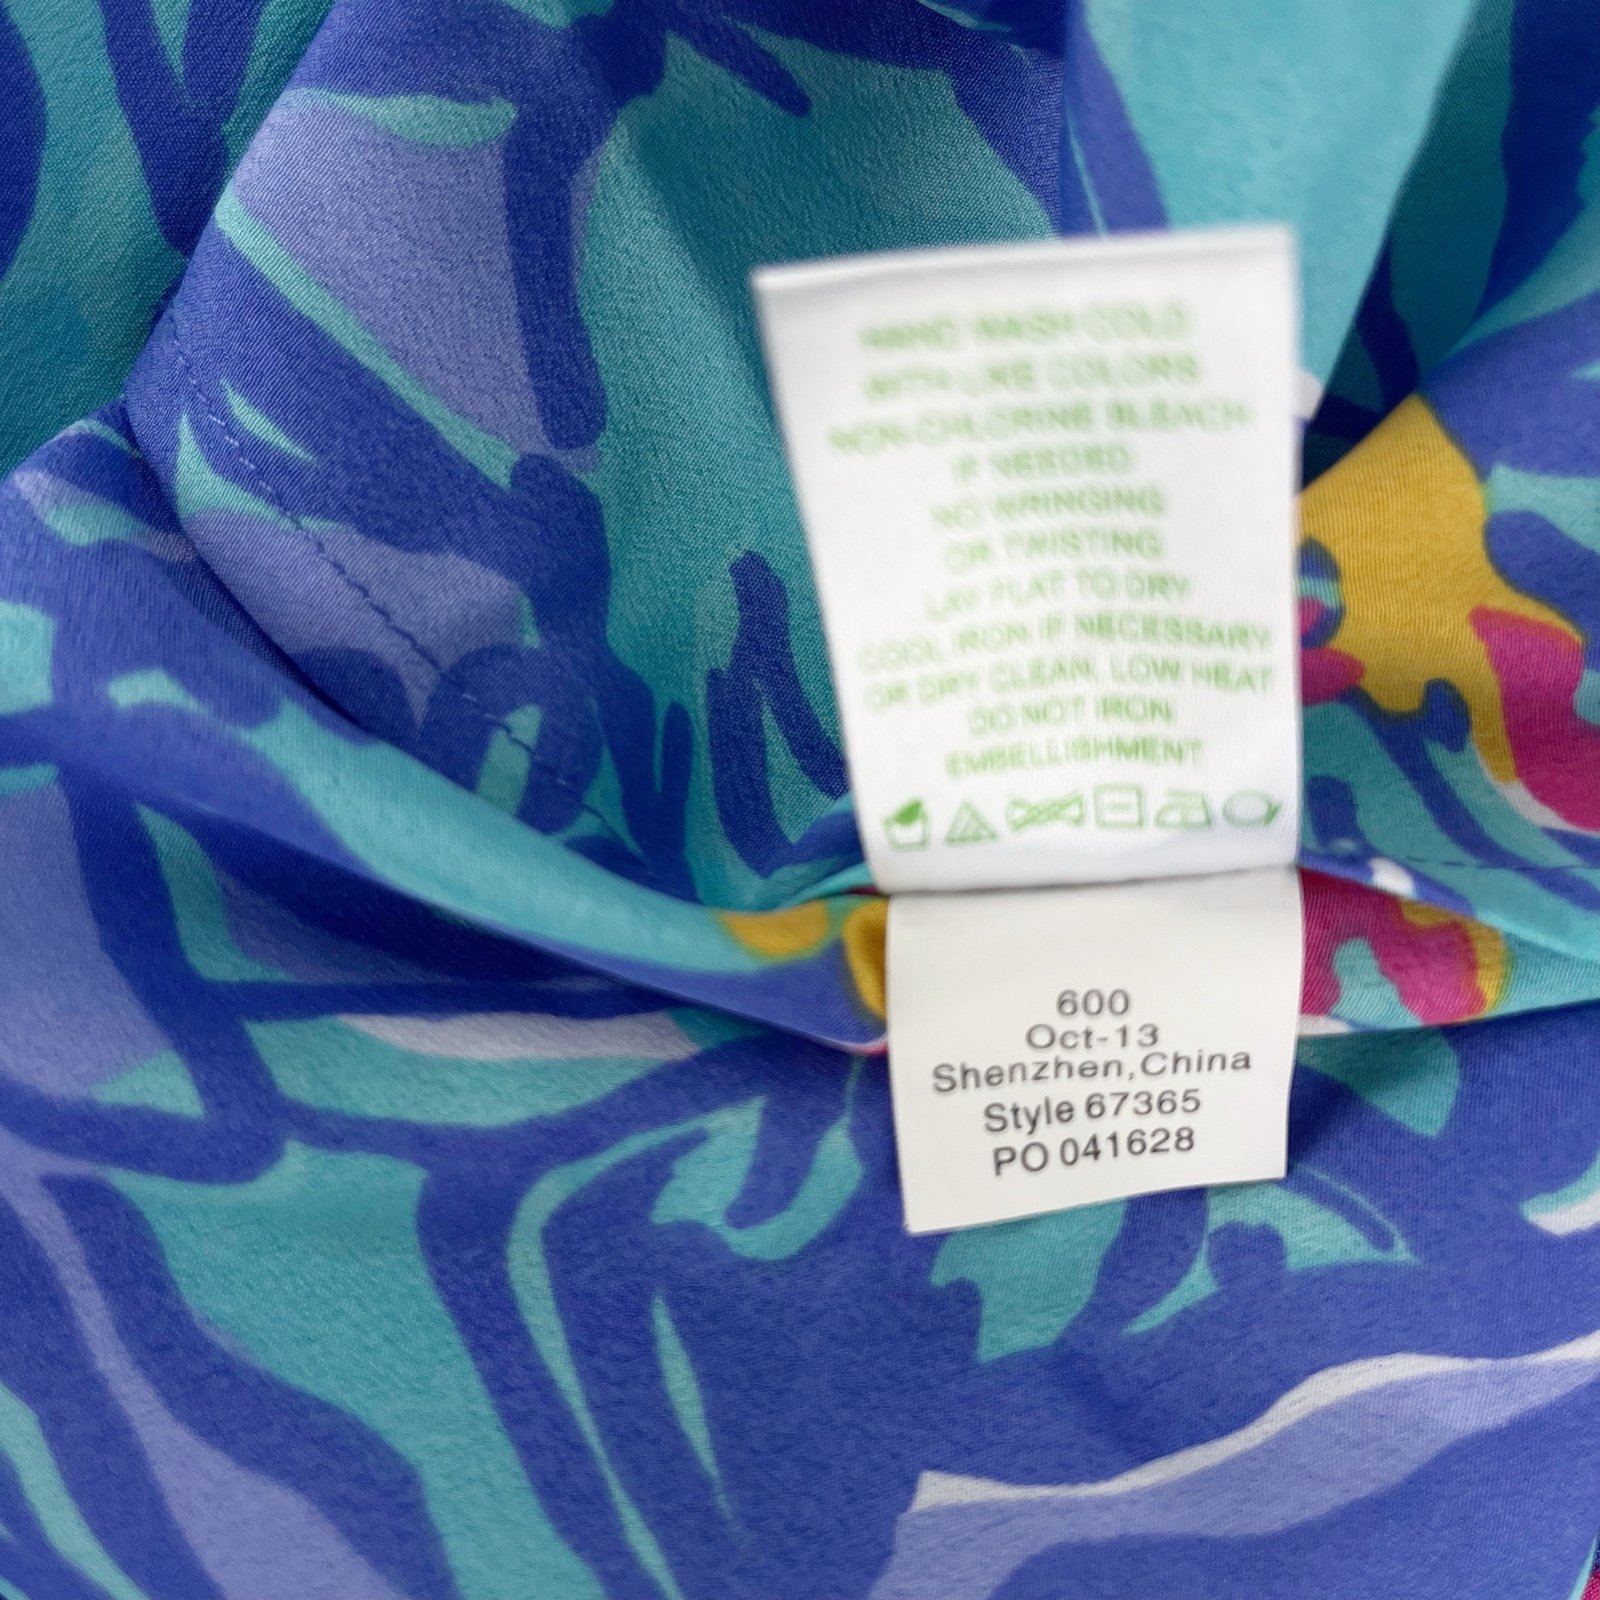 HAND WASH COLD
WITH LIKE COLORS
NON-CHLORINE BLEACH
IF NEEDED
NO WRINGING
OR TWISTING
LAY FLAT TO DRY
COOL IRON IF NECESSARY
OR DRY CLEAN, LOW HEAT
DO NOT IRON
EMBELLISHMENT
600
Oct-13
Shenzhen,China
Style 67365
PO 041628